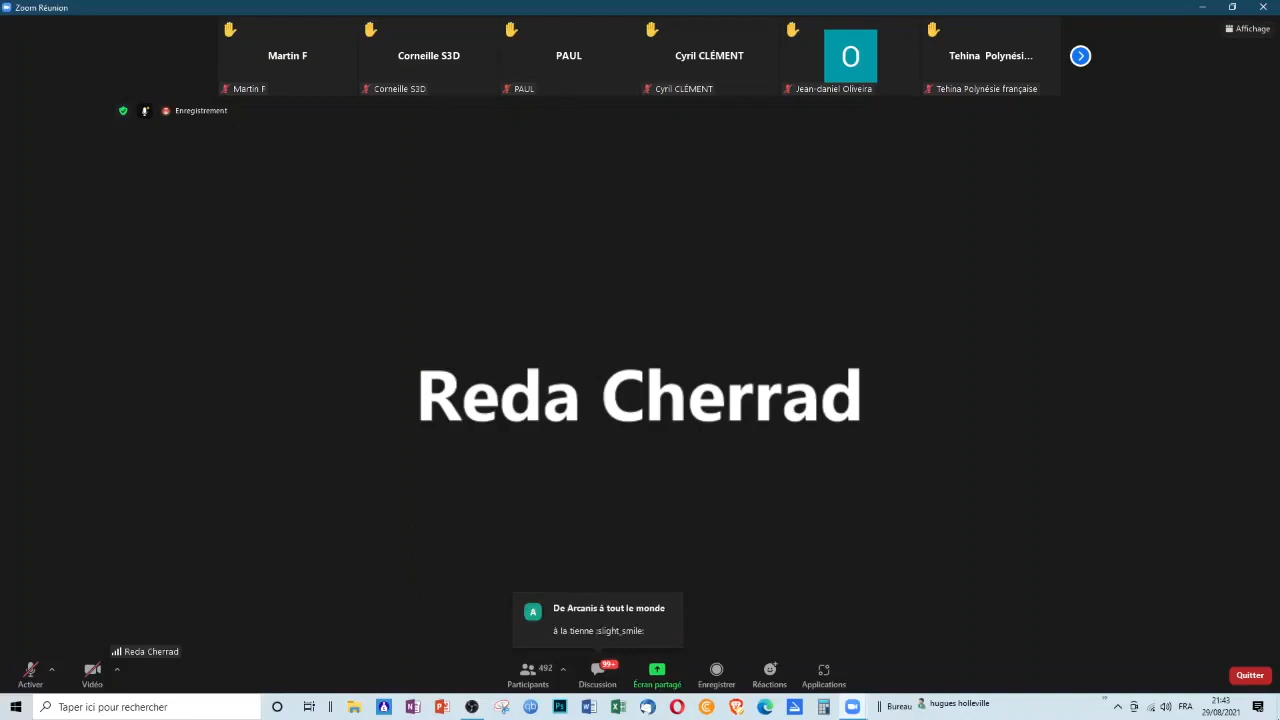 Zoom Réunion
Martin F
Corneille S3D
PAUL
Cyril CLÉMENT
O
Tehina Polynési...
Affichage
Martin F
Corneille S3D
PAUL
Cyril CLÉMENT
Jean-daniel Oliveira
Tehina Polynésie française
Enregistrement
Reda Cherrad
A
De Arcanis à tout le monde
à la tienne :slight_smile:
Reda Cherrad
492
99+
Activer
Vidéo
Participants
Discussion
Écran partagé
Enregistrer
Réactions
Applications
Quitter
Taper ici pour rechercher
Bureau
hugues holleville
FRA
21:43
29/08/2021